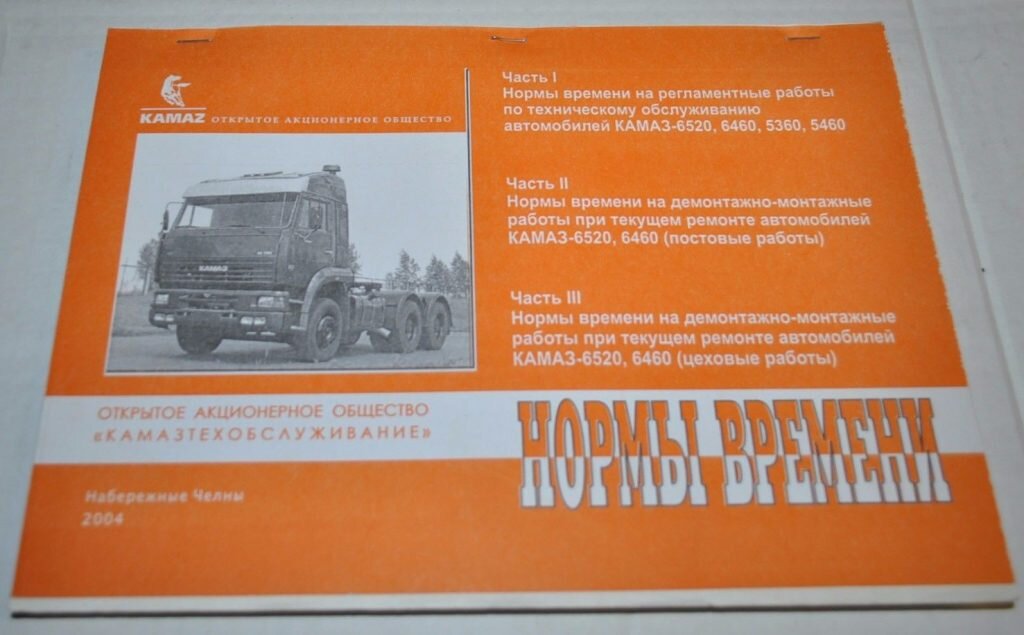 KAMAZ ОТКРЫТОЕ АКЦИОНЕРНОЕ ОБЩЕСТВО
КАМАЗ
Часть I
Нормы времени на регламентные работы
по техническому обслуживанию
автомобилей КАМАЗ-6520, 6460, 5360, 5460
Часть II
Нормы времени на демонтажно-монтажные
работы при текущем ремонте автомобилей
КАМАЗ-6520, 6460 (постовые работы)
Часть III
Нормы времени на демонтажно-монтажные
работы при текущем ремонте автомобилей
КАМАЗ-6520, 6460 (цеховые работы)
ОТКРЫТОЕ АКЦИОНЕРНОЕ ОБЩЕСТВО
«КАМАЗТЕХОБСЛУЖИВАНИЕ»
НОРМЫ ВРЕМЕНИ
Набережные Челны
2004